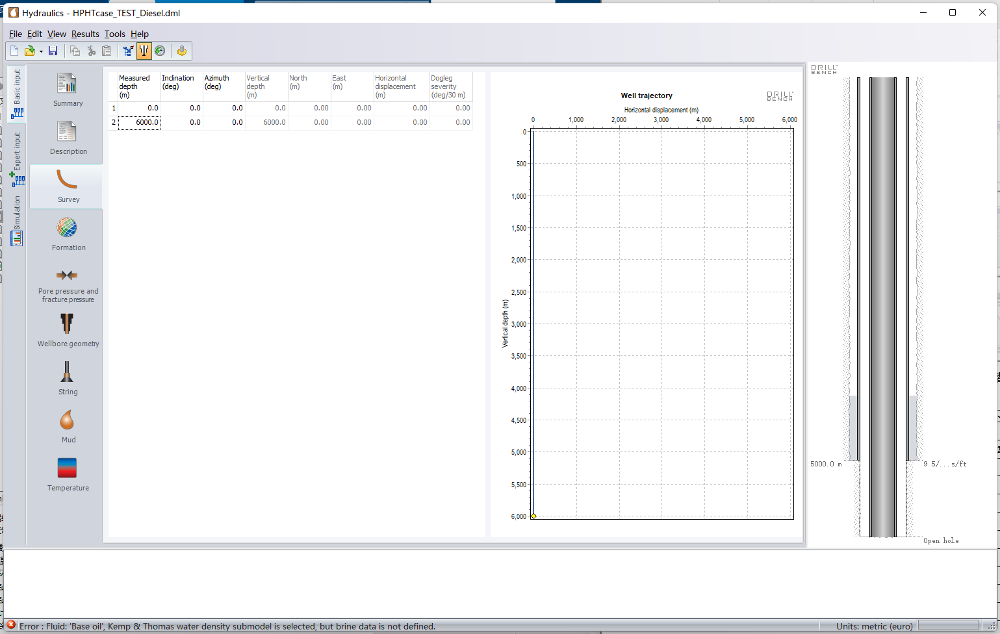 Hydraulics - HPHTcase_TEST_Diesel.dml
File Edit View Results Tools Help
Basic input
Expert input
Simulation
Summary
Description
Survey
Formation
Pore pressure and
fracture pressure
Wellbore geometry
String
Mud
Temperature
Measured depth (m) Inclination (deg) Azimuth (deg) Vertical depth (m) North (m) East (m) Horizontal displacement (m) Dogleg severity (deg/30 m)
1 0.0 0.0 0.0 0.0 0.00 0.00 0.00 0.00
2 6000.0 0.0 0.0 6000.0 0.00 0.00 0.00 0.00
Well trajectory
DRILL BENCH
Horizontal displacement (m)
0 1,000 2,000 3,000 4,000 5,000 6,000
Vertical depth (m)
0
500
1,000
1,500
2,000
2,500
3,000
3,500
4,000
4,500
5,000
5,500
6,000
DRILL
BENCH
5000.0 m
9 5/...s/ft
Open hole
Error : Fluid: 'Base oil', Kemp & Thomas water density submodel is selected, but brine data is not defined.
Units: metric (euro)